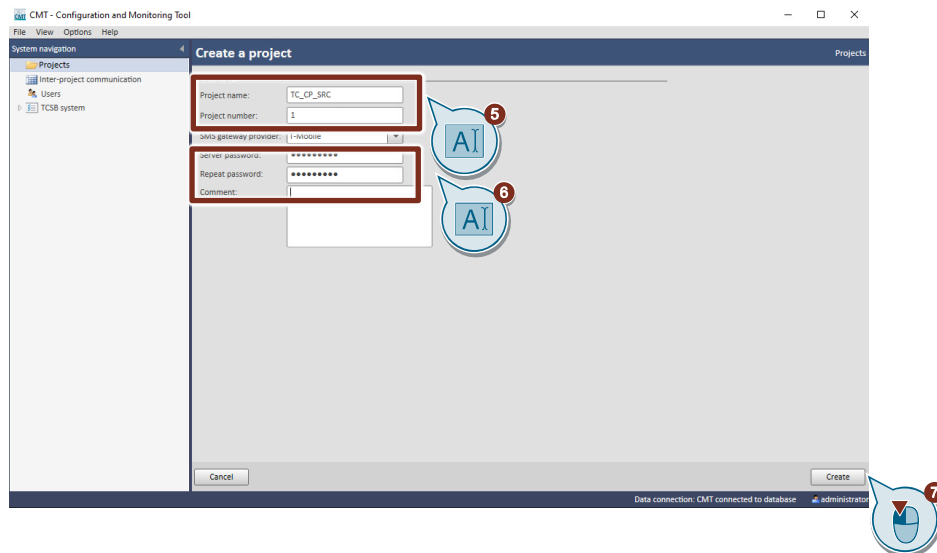 CMT - Configuration and Monitoring Tool
File View Options Help
System navigation
Create a project
Projects
Projects
Inter-project communication
Users
TCSB system
Project name: TC_CP_SRC
Project number: 1
5
AI
SMS gateway provider: T-Mobile
Server password: •••••••••
Repeat password: •••••••••
6
Comment:
AI
Cancel
Create
7
Data connection: CMT connected to database administrator